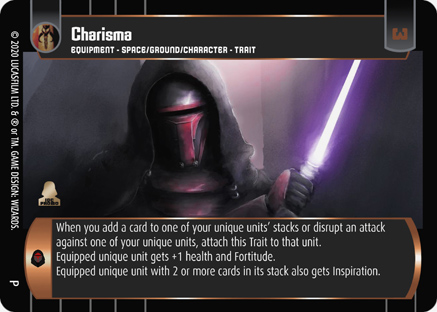 Charisma
EQUIPMENT - SPACE/GROUND/CHARACTER - TRAIT
3
© 2020 LUCASFILM LTD. & ® or TM. GAME DESIGN: WIZARDS.
P
When you add a card to one of your unique units' stacks or disrupt an attack
against one of your unique units, attach this Trait to that unit.
Equipped unique unit gets +1 health and Fortitude.
Equipped unique unit with 2 or more cards in its stack also gets Inspiration.